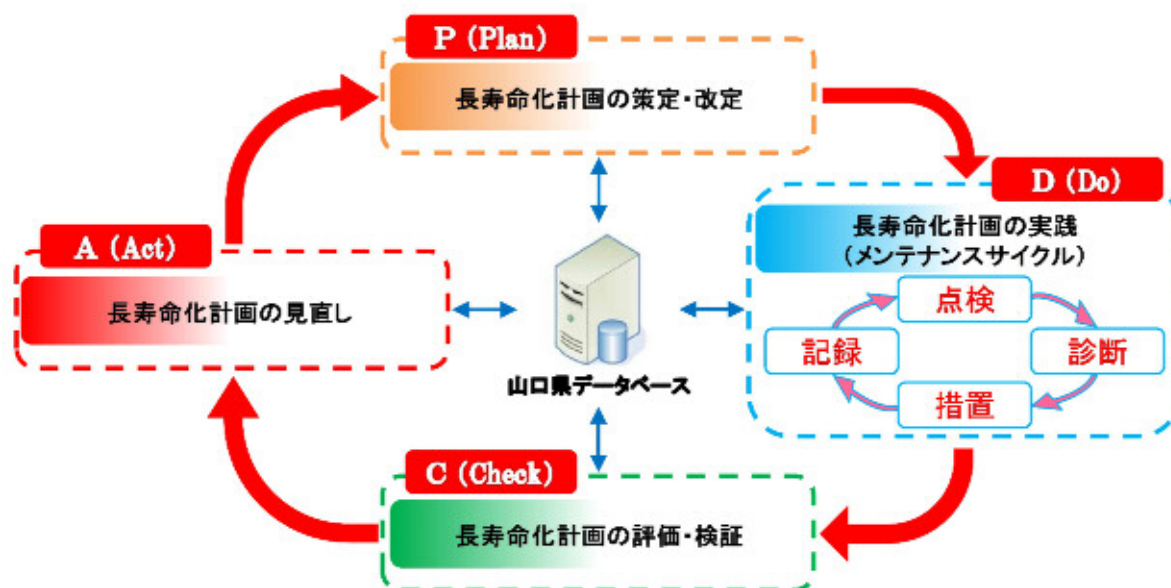 P (Plan)
長寿命化計画の策定・改定
D (Do)
長寿命化計画の実践
(メンテナンスサイクル)
点検
診断
措置
記録
C (Check)
長寿命化計画の評価・検証
A (Act)
長寿命化計画の見直し
山口県データベース